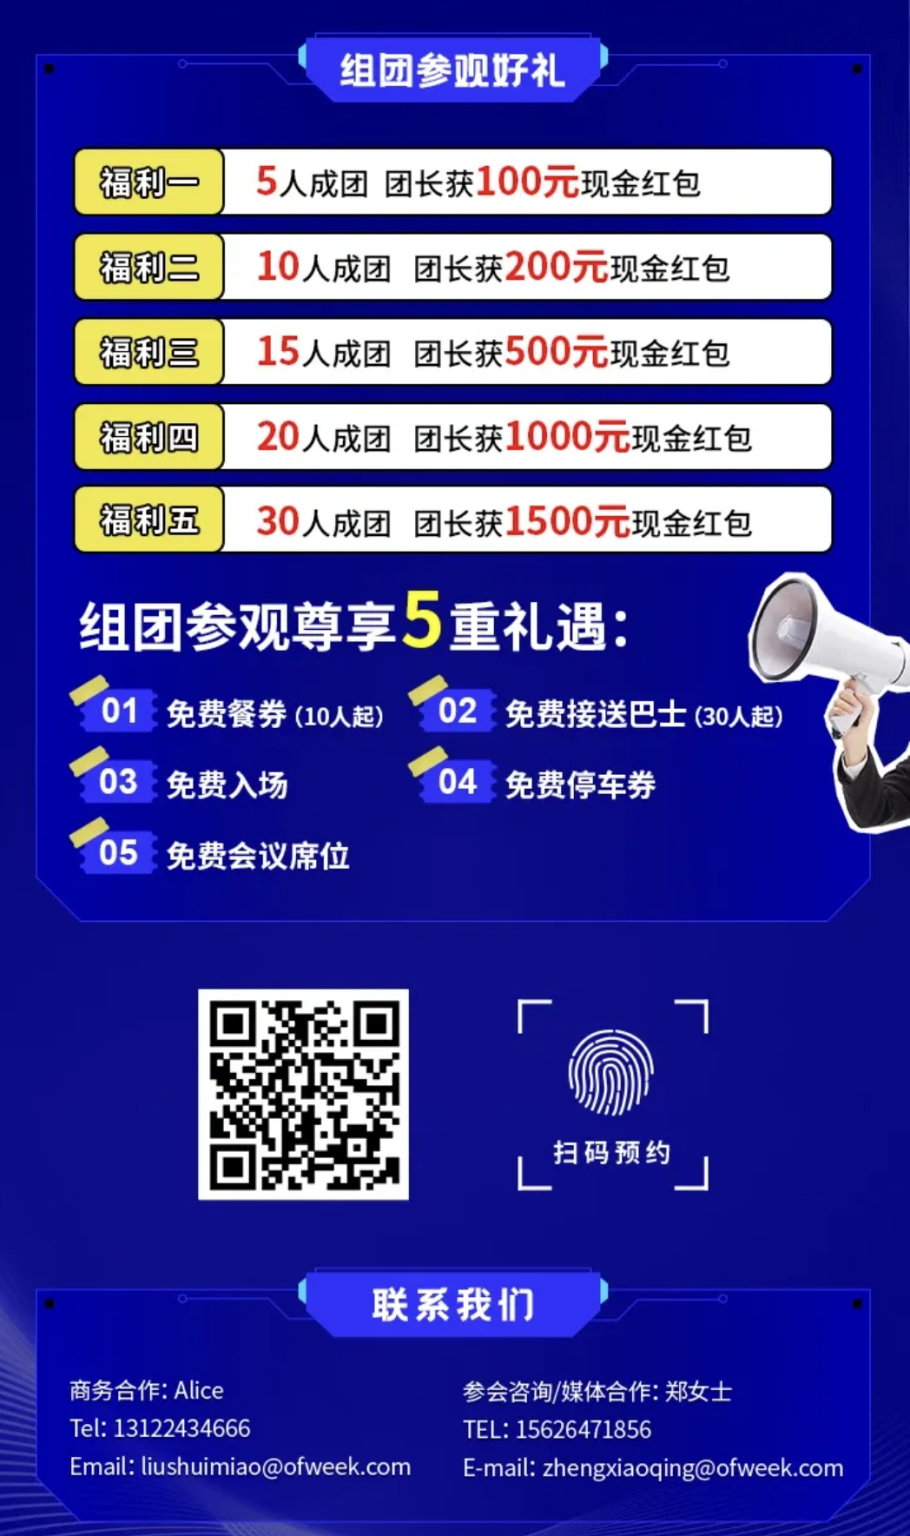 组团参观好礼
福利一 5人成团 团长获100元现金红包
福利二 10人成团 团长获200元现金红包
福利三 15人成团 团长获500元现金红包
福利四 20人成团 团长获1000元现金红包
福利五 30人成团 团长获1500元现金红包
组团参观尊享5重礼遇：
01 免费餐券（10人起） 02 免费接送巴士（30人起）
03 免费入场 04 免费停车券
05 免费会议席位
扫码预约
联系我们
商务合作：Alice
Tel：13122434666
Email：liushuimiao@ofweek.com
参会咨询/媒体合作：郑女士
TEL：15626471856
E-mail：zhengxiaoqing@ofweek.com